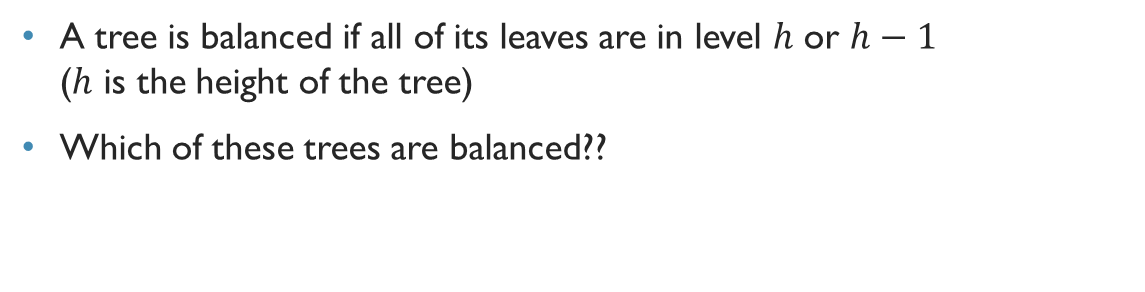 • A tree is balanced if all of its leaves are in level h or h − 1
(h is the height of the tree)
• Which of these trees are balanced??